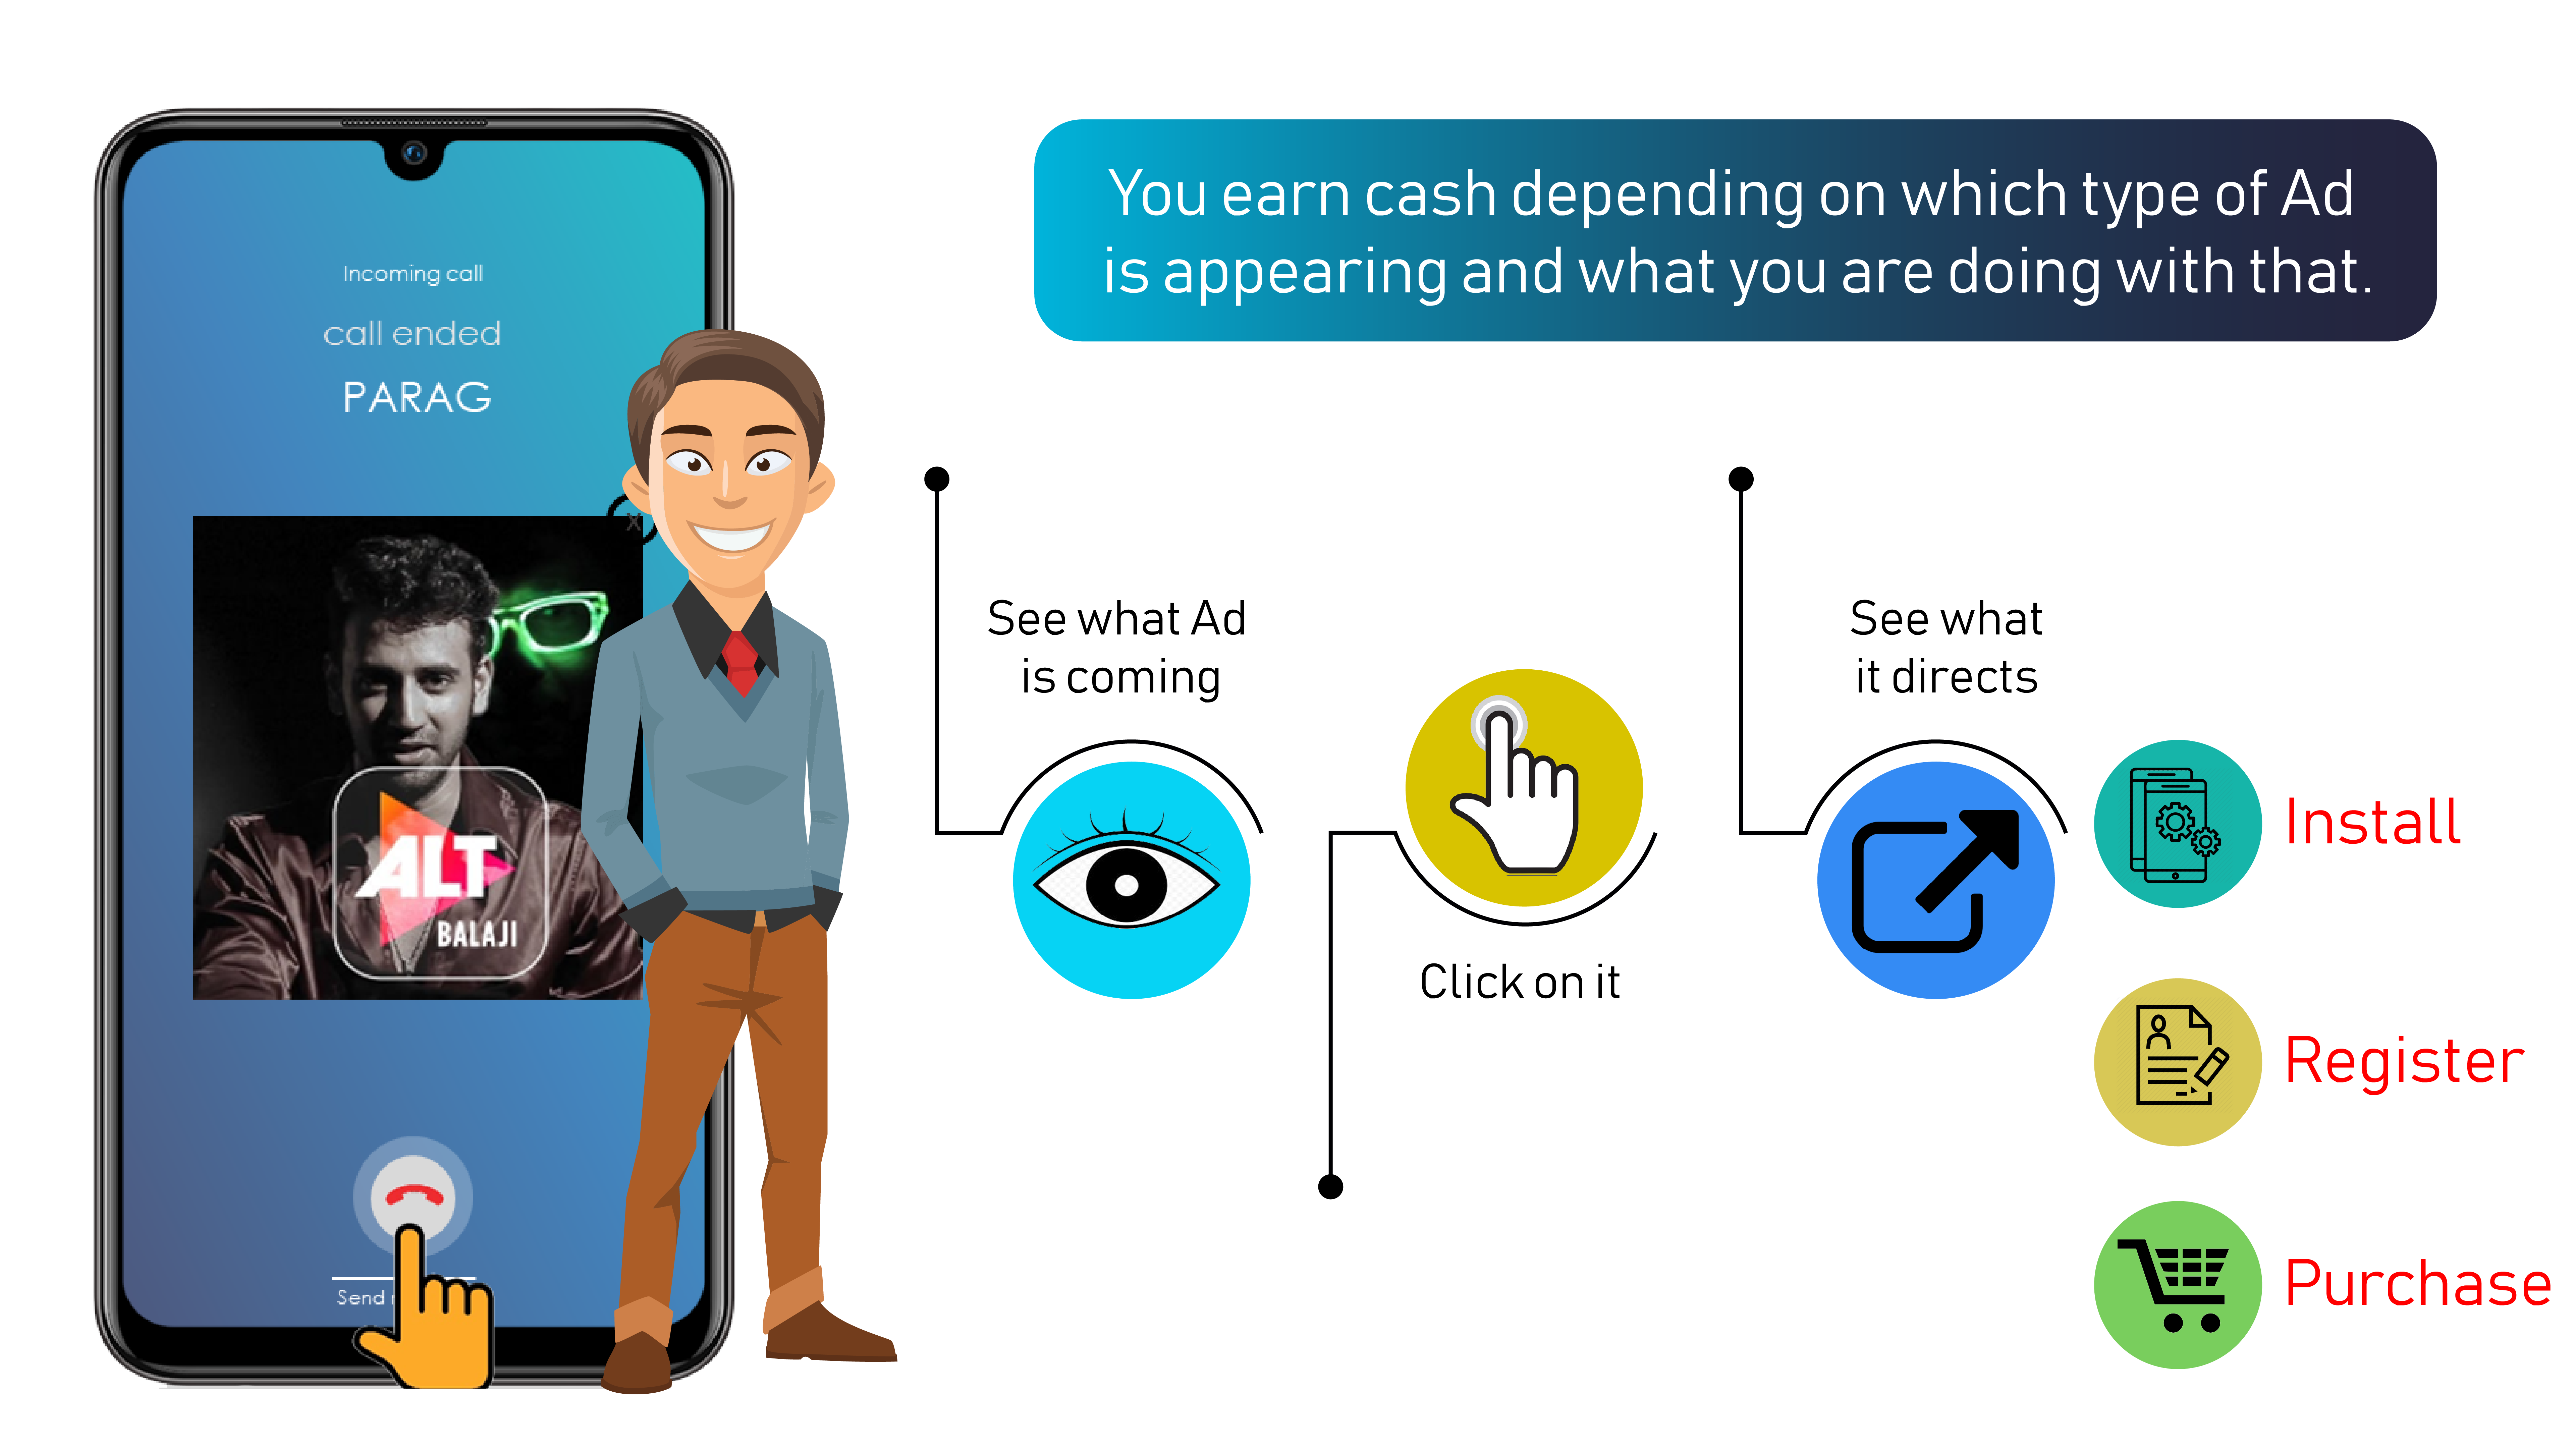 You earn cash depending on which type of Ad
is appearing and what you are doing with that.
Incoming call
call ended
PARAG
X
ALT
BALAJI
Send
See what Ad
is coming
Click on it
See what
it directs
Install
Register
Purchase